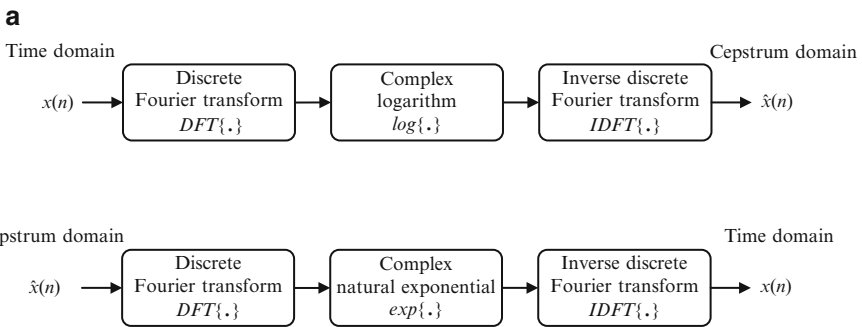 a
Time domain
Cepstrum domain
x(n)
Discrete
Fourier transform
DFT{.}
Complex
logarithm
log{.}
Inverse discrete
Fourier transform
IDFT{.}
x̂(n)
pstrum domain
Time domain
x̂(n)
Discrete
Fourier transform
DFT{.}
Complex
natural exponential
exp{.}
Inverse discrete
Fourier transform
IDFT{.}
x(n)